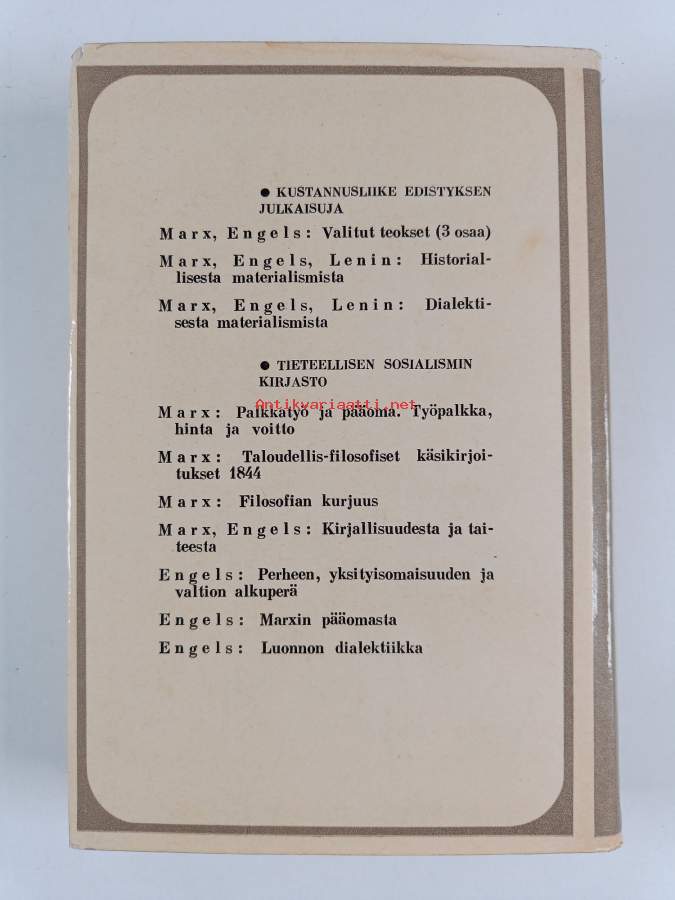 ● KUSTANNUSLIIKE EDISTYKSEN
JULKAISUJA
Marx, Engels: Valitut teokset (3 osaa)
Marx, Engels, Lenin: Historial-
lisesta materialismista
Marx, Engels, Lenin: Dialekti-
sesta materialismista
● TIETEELLISEN SOSIALISMIN
KIRJASTO
Antikvariaatti.net
Marx: Palkkatyö ja pääoma. Työpalkka,
hinta ja voitto
Marx: Taloudellis-filosofiset käsikirjoi-
tukset 1844
Marx: Filosofian kurjuus
Marx, Engels: Kirjallisuudesta ja tai-
teesta
Engels: Perheen, yksityisomaisuuden ja
valtion alkuperä
Engels: Marxin pääomasta
Engels: Luonnon dialektiikka